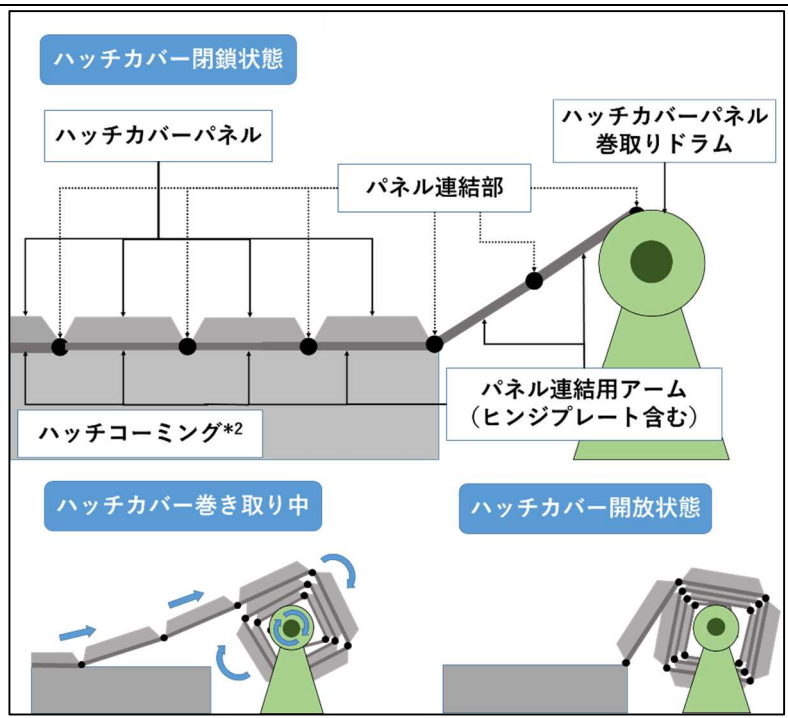 ハッチカバー閉鎖状態
ハッチカバーパネル
ハッチカバーパネル
巻取りドラム
パネル連結部
パネル連結用アーム
（ヒンジプレート含む）
ハッチコーミング*2
ハッチカバー巻き取り中
ハッチカバー開放状態